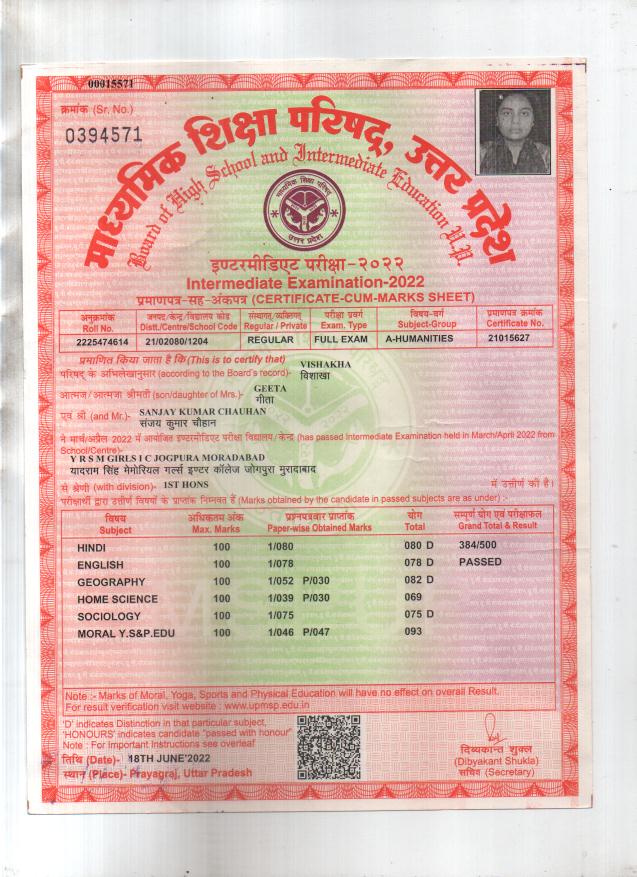 00015571
क्रमांक (Sr. No.)
0394571
माध्यमिक शिक्षा परिषद्, उत्तर प्रदेश
Board of High School and Intermediate Education U.P.
माध्यमिक शिक्षा परिषद्
उत्तर प्रदेश
इण्टरमीडिएट परीक्षा-२०२२
Intermediate Examination-2022
प्रमाणपत्र-सह-अंकपत्र (CERTIFICATE-CUM-MARKS SHEET)
अनुक्रमांक जनपद/केन्द्र/विद्यालय कोड संस्थागत/व्यक्तिगत परीक्षा प्रवर्ग विषय-वर्ग प्रमाणपत्र क्रमांक
Roll No. Distt./Centre/School Code Regular / Private Exam. Type Subject-Group Certificate No.
2225474614 21/02080/1204 REGULAR FULL EXAM A-HUMANITIES 21015627
प्रमाणित किया जाता है कि (This is to certify that)
VISHAKHA
परिषद् के अभिलेखानुसार (according to the Board's record)- विशाखा
GEETA
आत्मज/आत्मजा श्रीमती (son/daughter of Mrs.)- गीता
एवं श्री (and Mr.)- SANJAY KUMAR CHAUHAN
संजय कुमार चौहान
ने मार्च/अप्रैल 2022 में आयोजित इण्टरमीडिएट परीक्षा विद्यालय/केन्द्र (has passed Intermediate Examination held in March/April 2022 from
School/Centre)-
Y R S M GIRLS I C JOGPURA MORADABAD
यादराम सिंह मेमोरियल गर्ल्स इण्टर कॉलेज जोगपुरा मुरादाबाद
से श्रेणी (with division)- 1ST HONS में उत्तीर्ण की है।
परीक्षार्थी द्वारा उत्तीर्ण विषयों के प्राप्तांक निम्नवत हैं (Marks obtained by the candidate in passed subjects are as under) :-
विषय अधिकतम अंक प्रश्नपत्रवार प्राप्तांक योग सम्पूर्ण योग एवं परीक्षाफल
Subject Max. Marks Paper-wise Obtained Marks Total Grand Total & Result
HINDI 100 1/080 080 D 384/500
ENGLISH 100 1/078 078 D PASSED
GEOGRAPHY 100 1/052 P/030 082 D
HOME SCIENCE 100 1/039 P/030 069
SOCIOLOGY 100 1/075 075 D
MORAL Y.S&P.EDU 100 1/046 P/047 093
Note :- Marks of Moral, Yoga, Sports and Physical Education will have no effect on overall Result.
For result verification visit website : www.upmsp.edu.in
'D' indicates Distinction in that particular subject,
'HONOURS' indicates candidate "passed with honour"
Note : For Important Instructions see overleaf
तिथि (Date)- 18TH JUNE'2022
स्थान (Place)- Prayagraj, Uttar Pradesh
दिव्यकान्त शुक्ल
(Dibyakant Shukla)
सचिव (Secretary)